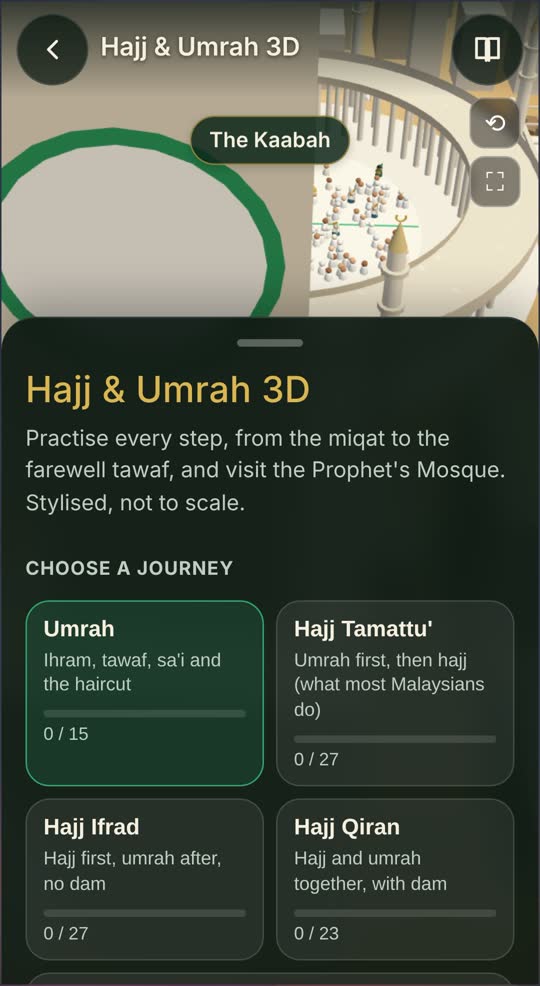 Hajj & Umrah 3D
The Kaabah
Hajj & Umrah 3D
Practise every step, from the miqat to the
farewell tawaf, and visit the Prophet's Mosque.
Stylised, not to scale.
CHOOSE A JOURNEY
Umrah
Ihram, tawaf, sa'i and
the haircut
0 / 15
Hajj Tamattu'
Umrah first, then hajj
(what most Malaysians
do)
0 / 27
Hajj Ifrad
Hajj first, umrah after,
no dam
0 / 27
Hajj Qiran
Hajj and umrah
together, with dam
0 / 23